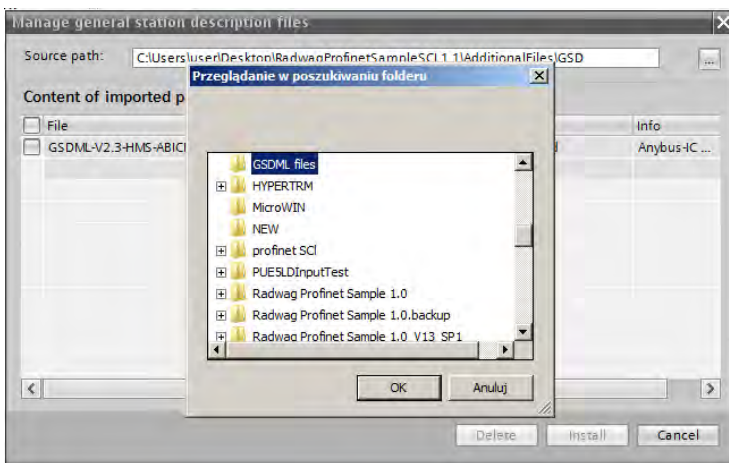 Manage general station description files
Source path: C:\Users\user\Desktop\RadwagProfinetSampleSCL1.1\AdditionalFiles\GSD ...
Przeglądanie w poszukiwaniu folderu
Content of imported p
File Info
GSDML-V2.3-HMS-ABICI Anybus-IC ...
GSDML files
HYPERTRM
MicroWIN
NEW
profinet SCl
PUE5LDInputTest
Radwag Profinet Sample 1.0
Radwag Profinet Sample 1.0.backup
Radwag Profinet Sample 1.0_V13_SP1
OK Anuluj
Delete Install Cancel